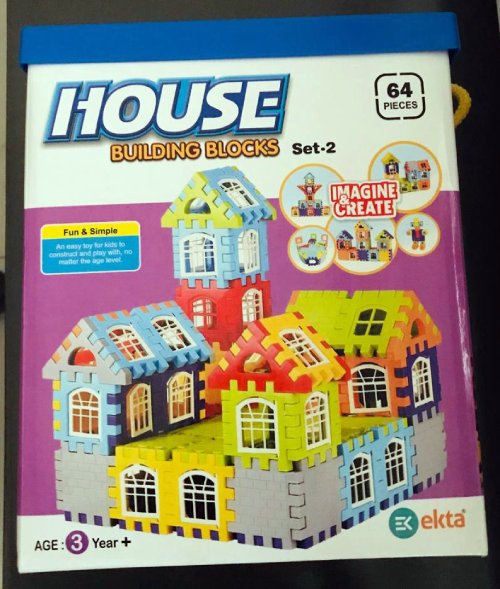 HOUSE
BUILDING BLOCKS Set-2
64
PIECES
IMAGINE
& CREATE
Fun & Simple
An easy toy for kids to
construct and play with, no
matter the age level.
AGE : 3 Year +
EK ekta®